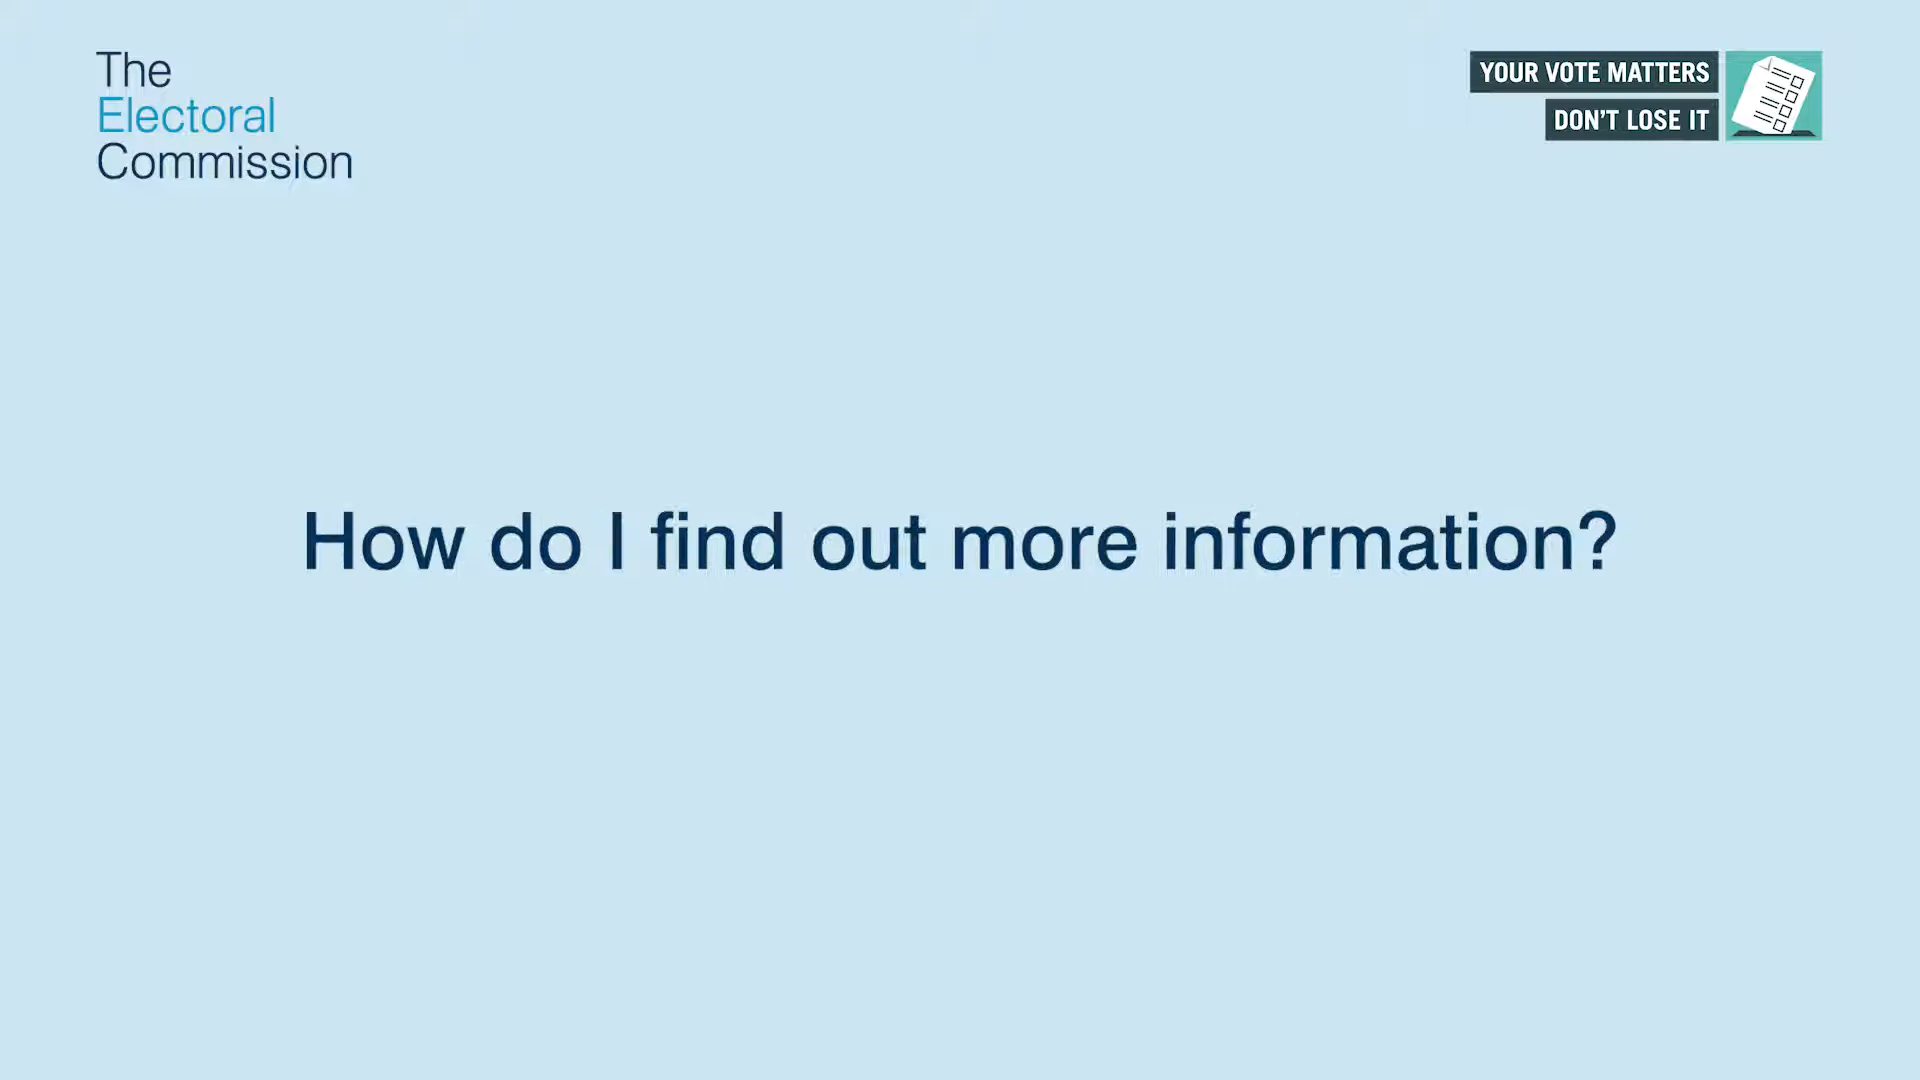 The
Electoral
Commission
YOUR VOTE MATTERS
DON'T LOSE IT
How do I find out more information?